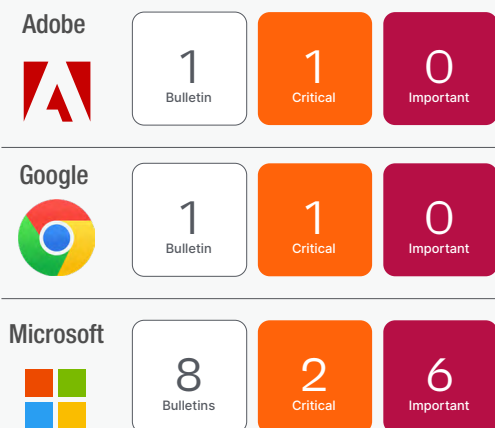 Adobe
1 1 0
Bulletin Critical Important
Google
1 1 0
Bulletin Critical Important
Microsoft
8 2 6
Bulletins Critical Important